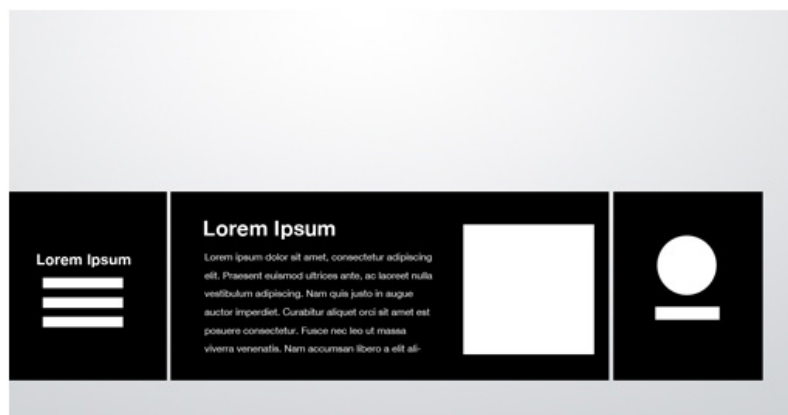 Lorem Ipsum
Lorem Ipsum
Lorem ipsum dolor sit amet, consectetur adipiscing
elit. Praesent euismod ultrices ante, ac laoreet nulla
vestibulum adipiscing. Nam quis justo in augue
auctor imperdiet. Curabitur aliquet orci sit amet est
posuere consectetur. Fusce nec leo ut massa
viverra venenatis. Nam accumsan libero a elit ali-